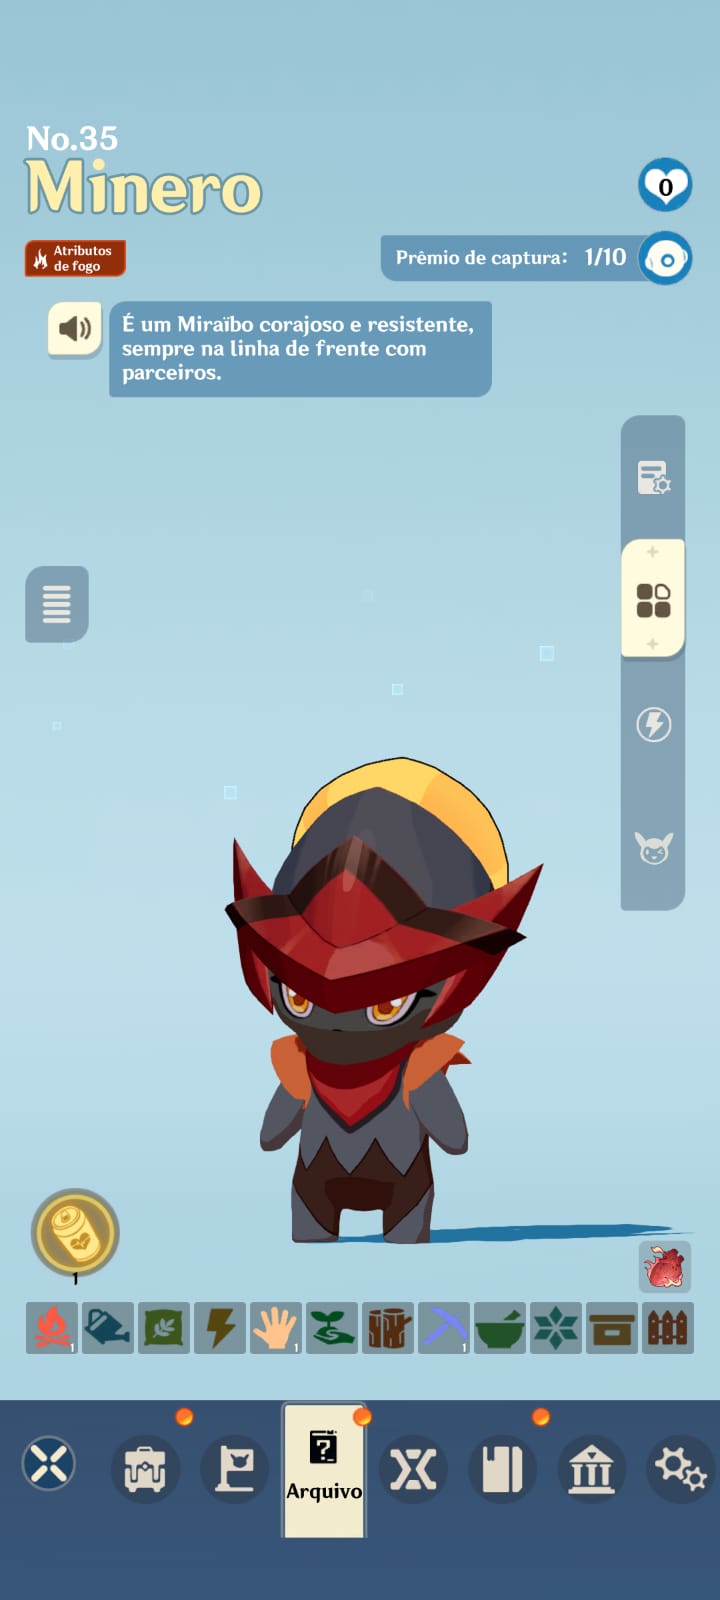 No.35
Minero
0
Atributos
de fogo
Prêmio de captura: 1/10
É um Miraïbo corajoso e resistente,
sempre na linha de frente com
parceiros.
1
1
1
1
?
Arquivo